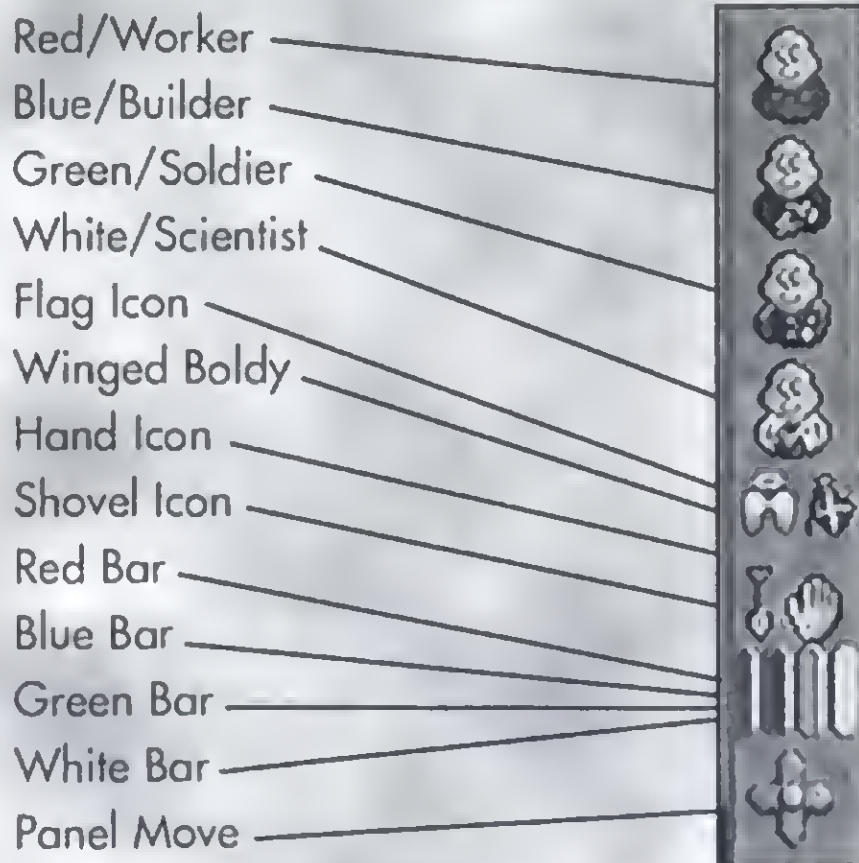 Red/Worker
Blue/Builder
Green/Soldier
White/Scientist
Flag Icon
Winged Boldy
Hand Icon
Shovel Icon
Red Bar
Blue Bar
Green Bar
White Bar
Panel Move